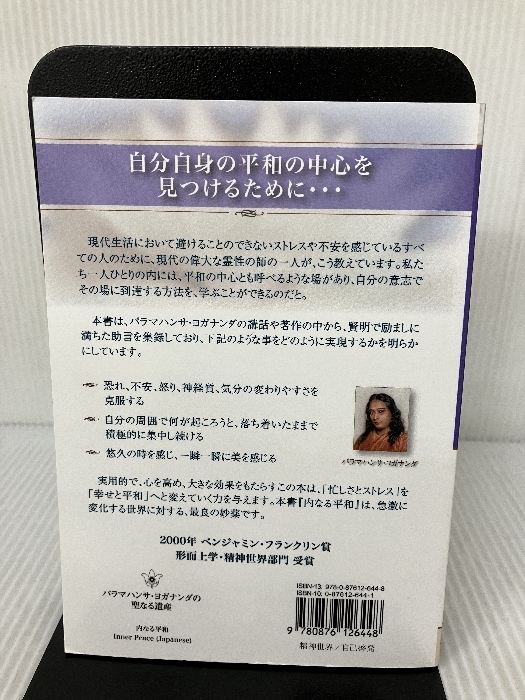 自分自身の平和の中心を
見つけるために・・・
現代生活において避けることのできないストレスや不安を感じているすべ
ての人のために、現代の偉大な霊性の師の一人が、こう教えています。私た
ち一人ひとりの内には、平和の中心とも呼べるような場があり、自分の意志で
その場に到達する方法を、学ぶことができるのだと。
本書は、パラマハンサ・ヨガナンダの講話や著作の中から、賢明で励ましに
満ちた助言を集録しており、下記のような事をどのように実現するかを明らか
にしています。
恐れ、不安、怒り、神経質、気分の変わりやすさを
克服する
自分の周囲で何が起ころうと、落ち着いたままで
積極的に集中し続ける
悠久の時を感じ、一瞬一瞬に美を感じる
パラマハンサ・ヨガナンダ
実用的で、心を高め、大きな効果をもたらすこの本は、「忙しさとストレス」を
「幸せと平和」へと変えていく力を与えます。本書『内なる平和』は、急激に
変化する世界に対する、最良の妙薬です。
2000年 ベンジャミン・フランクリン賞
形而上学・精神世界部門 受賞
パラマハンサ・ヨガナンダの
聖なる遺産
内なる平和
Inner Peace (Japanese)
ISBN-13: 978-0-87612-644-8
ISBN-10: 0-87612-644-1
9 780876 126448
精神世界/自己啓発